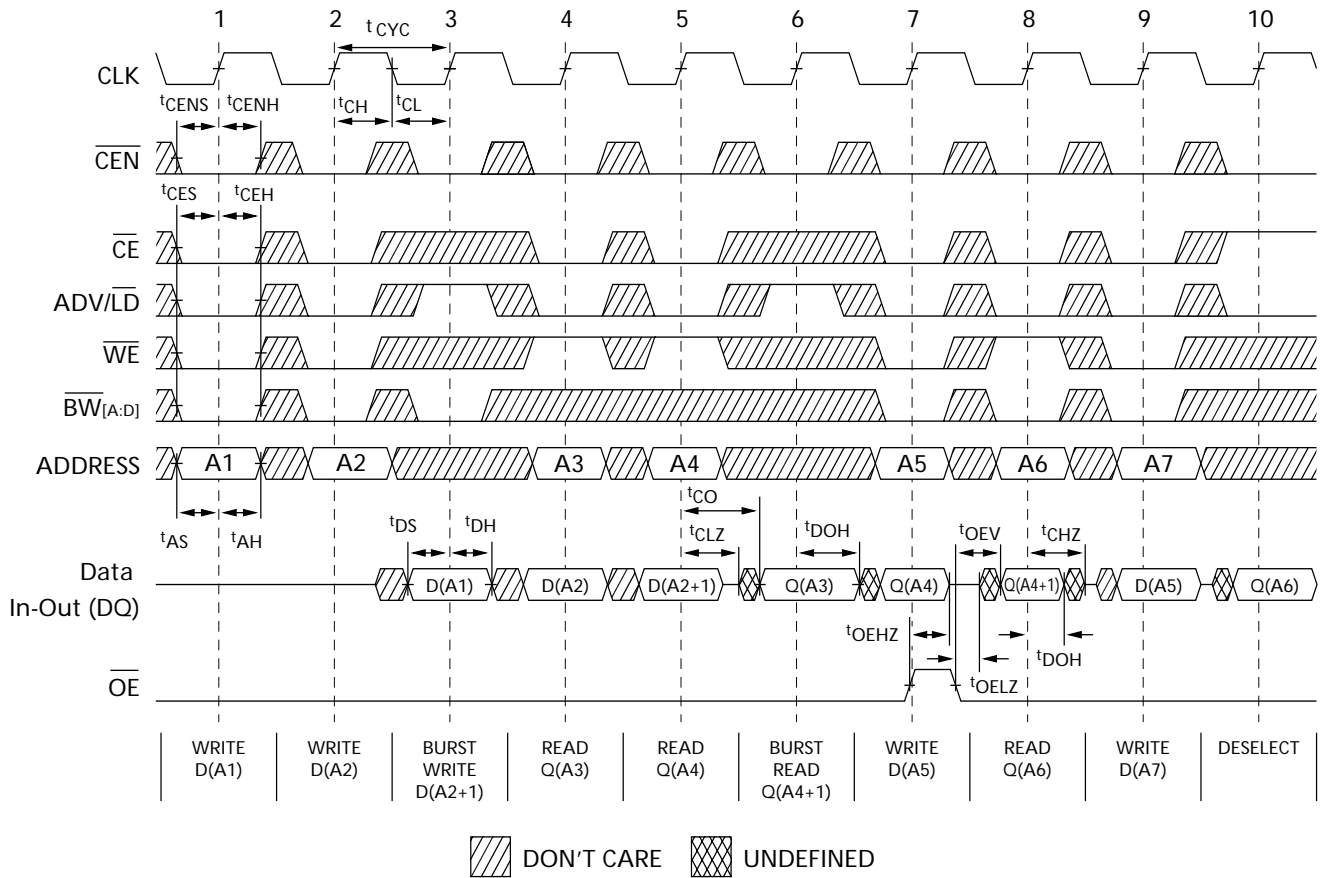 1 2 3 4 5 6 7 8 9 10
tCYC
CLK
tCENS tCENH tCH tCL
CEN
tCES tCEH
CE
ADV/LD
WE
BW[A:D]
ADDRESS A1 A2 A3 A4 A5 A6 A7
tCO
tAS tAH tDS tDH tCLZ tDOH tOEV tCHZ
Data
In-Out (DQ)
D(A1) D(A2) D(A2+1) Q(A3) Q(A4) Q(A4+1) D(A5) Q(A6)
tOEHZ tDOH
tOELZ
OE
WRITE
D(A1)
WRITE
D(A2)
BURST
WRITE
D(A2+1)
READ
Q(A3)
READ
Q(A4)
BURST
READ
Q(A4+1)
WRITE
D(A5)
READ
Q(A6)
WRITE
D(A7)
DESELECT
DON'T CARE UNDEFINED